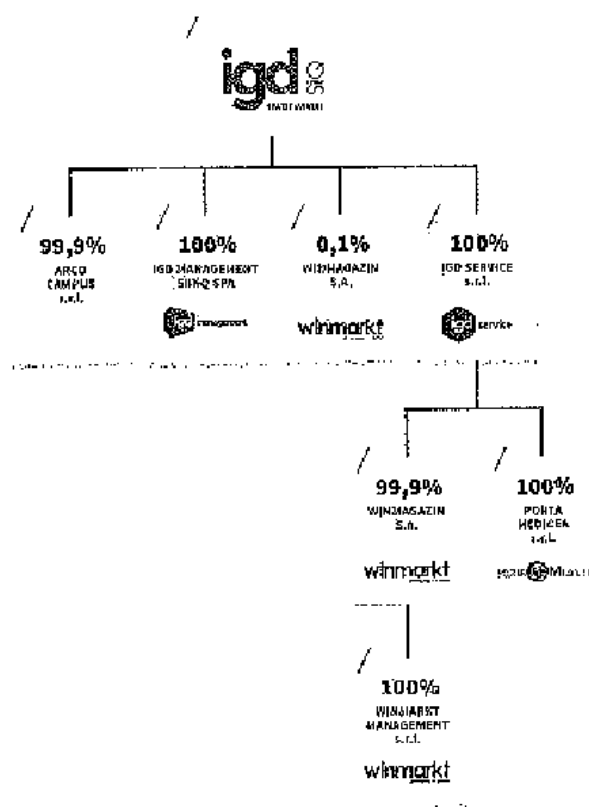 igd SIIQ
99,9%
ARCO
CAMPUS
s.r.l.
100%
IGD MANAGEMENT
SIINQ SPA
management
0,1%
WINMAGAZIN
S.A.
winmarkt
100%
IGD SERVICE
s.r.l.
service
99,9%
WINMAGAZIN
S.A.
winmarkt
100%
PORTA
MEDICEA
s.r.l.
100%
WINMARKT
MANAGEMENT
s.r.l.
winmarkt